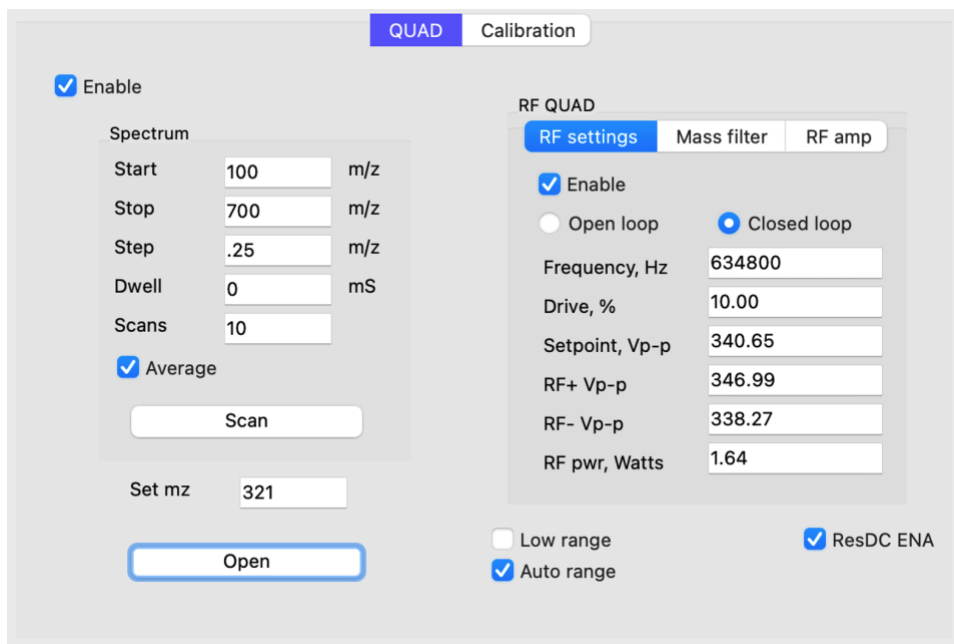 QUAD Calibration
Enable
Spectrum
Start 100 m/z
Stop 700 m/z
Step .25 m/z
Dwell 0 mS
Scans 10
Average
Scan
Set mz 321
Open
RF QUAD
RF settings Mass filter RF amp
Enable
Open loop Closed loop
Frequency, Hz 634800
Drive, % 10.00
Setpoint, Vp-p 340.65
RF+ Vp-p 346.99
RF- Vp-p 338.27
RF pwr, Watts 1.64
Low range ResDC ENA
Auto range